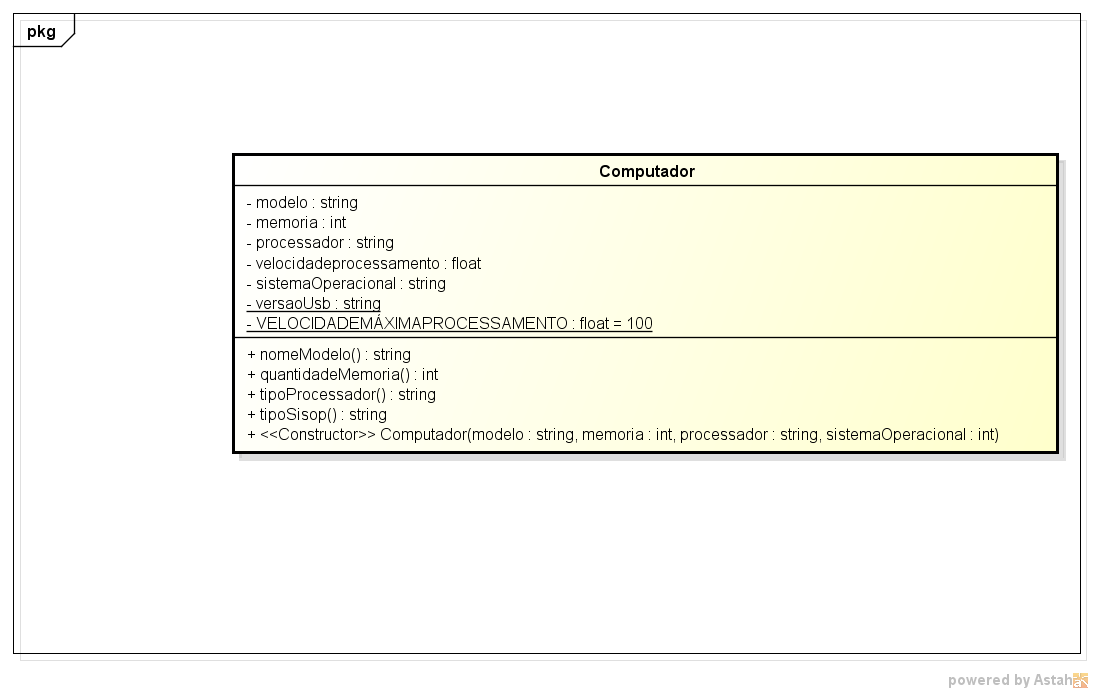 pkg
Computador
- modelo : string
- memoria : int
- processador : string
- velocidadeprocessamento : float
- sistemaOperacional : string
- versaoUsb : string
- VELOCIDADEMÁXIMAPROCESSAMENTO : float = 100
+ nomeModelo() : string
+ quantidadeMemoria() : int
+ tipoProcessador() : string
+ tipoSisop() : string
+ <<Constructor>> Computador(modelo : string, memoria : int, processador : string, sistemaOperacional : int)
powered by Astah